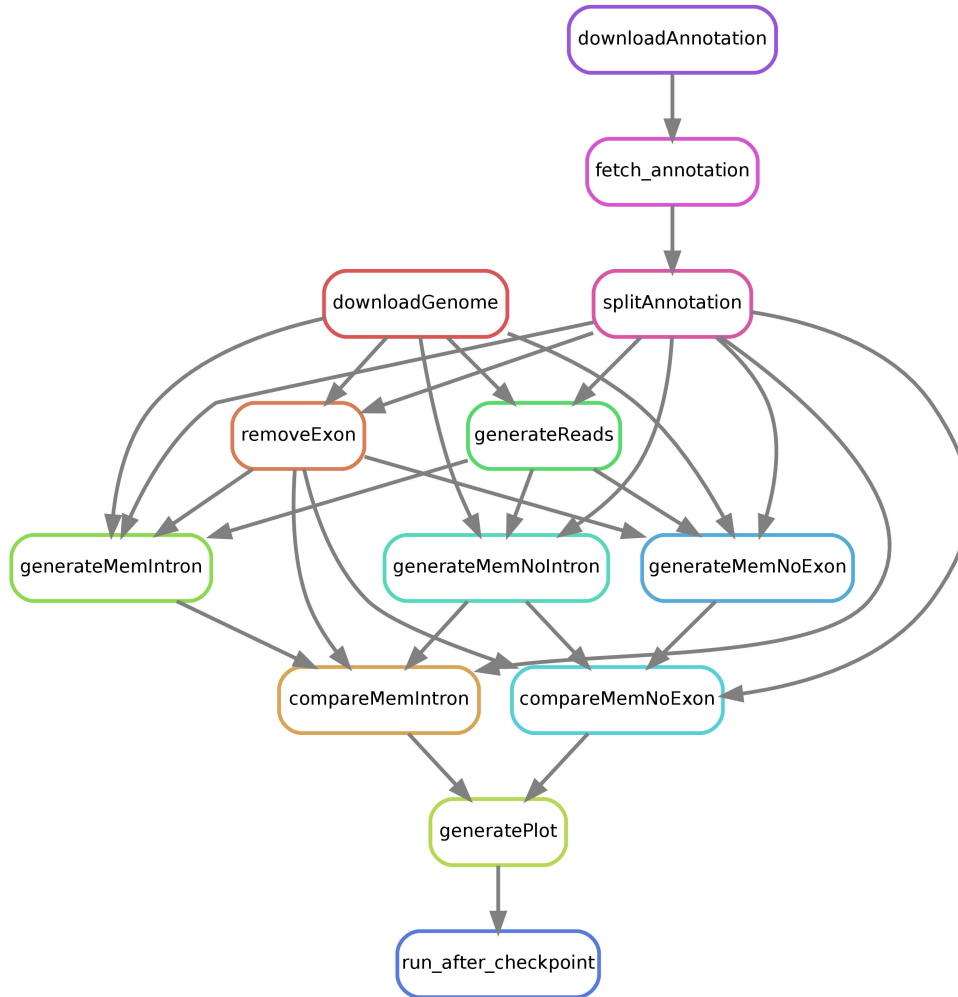 downloadAnnotation
fetch_annotation
downloadGenome
splitAnnotation
removeExon
generateReads
generateMemIntron
generateMemNoIntron
generateMemNoExon
compareMemIntron
compareMemNoExon
generatePlot
run_after_checkpoint